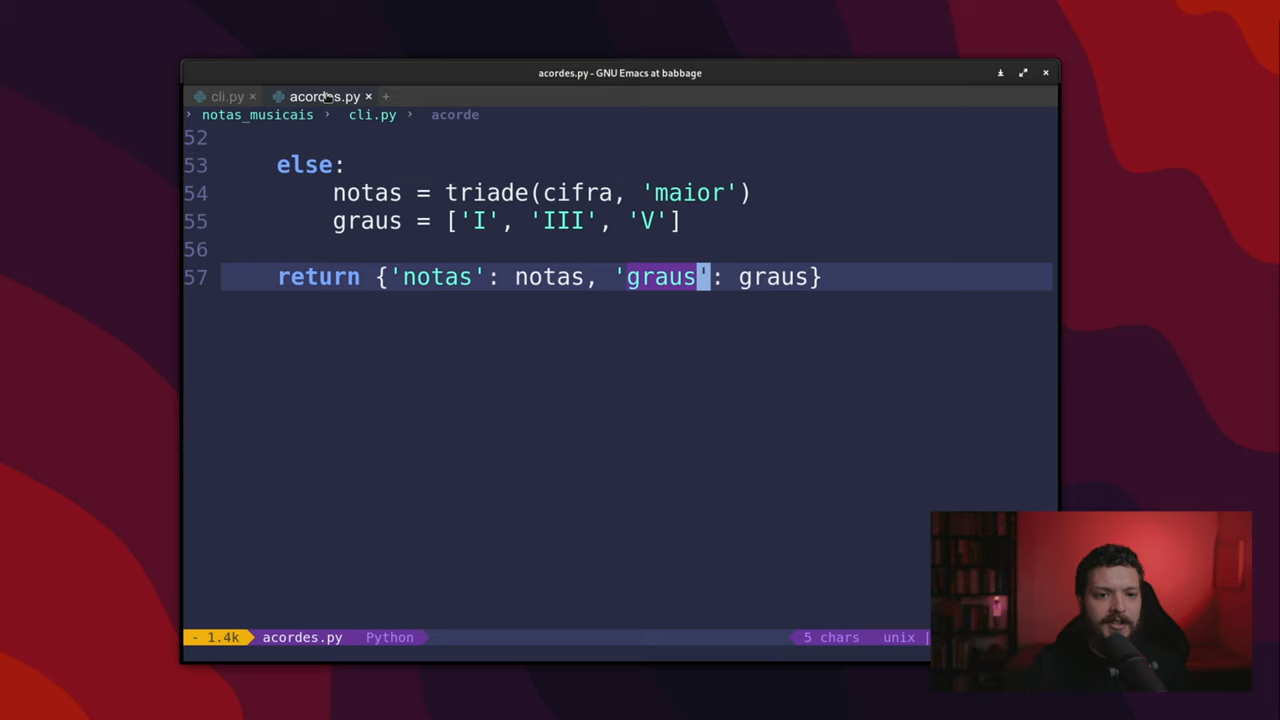 acordes.py - GNU Emacs at babbage
cli.py × acordes.py × +
› notas_musicais › cli.py › acorde
52
53 else:
54 notas = triade(cifra, 'maior')
55 graus = ['I', 'III', 'V']
56
57 return {'notas': notas, 'graus': graus}
- 1.4k acordes.py Python 5 chars unix |